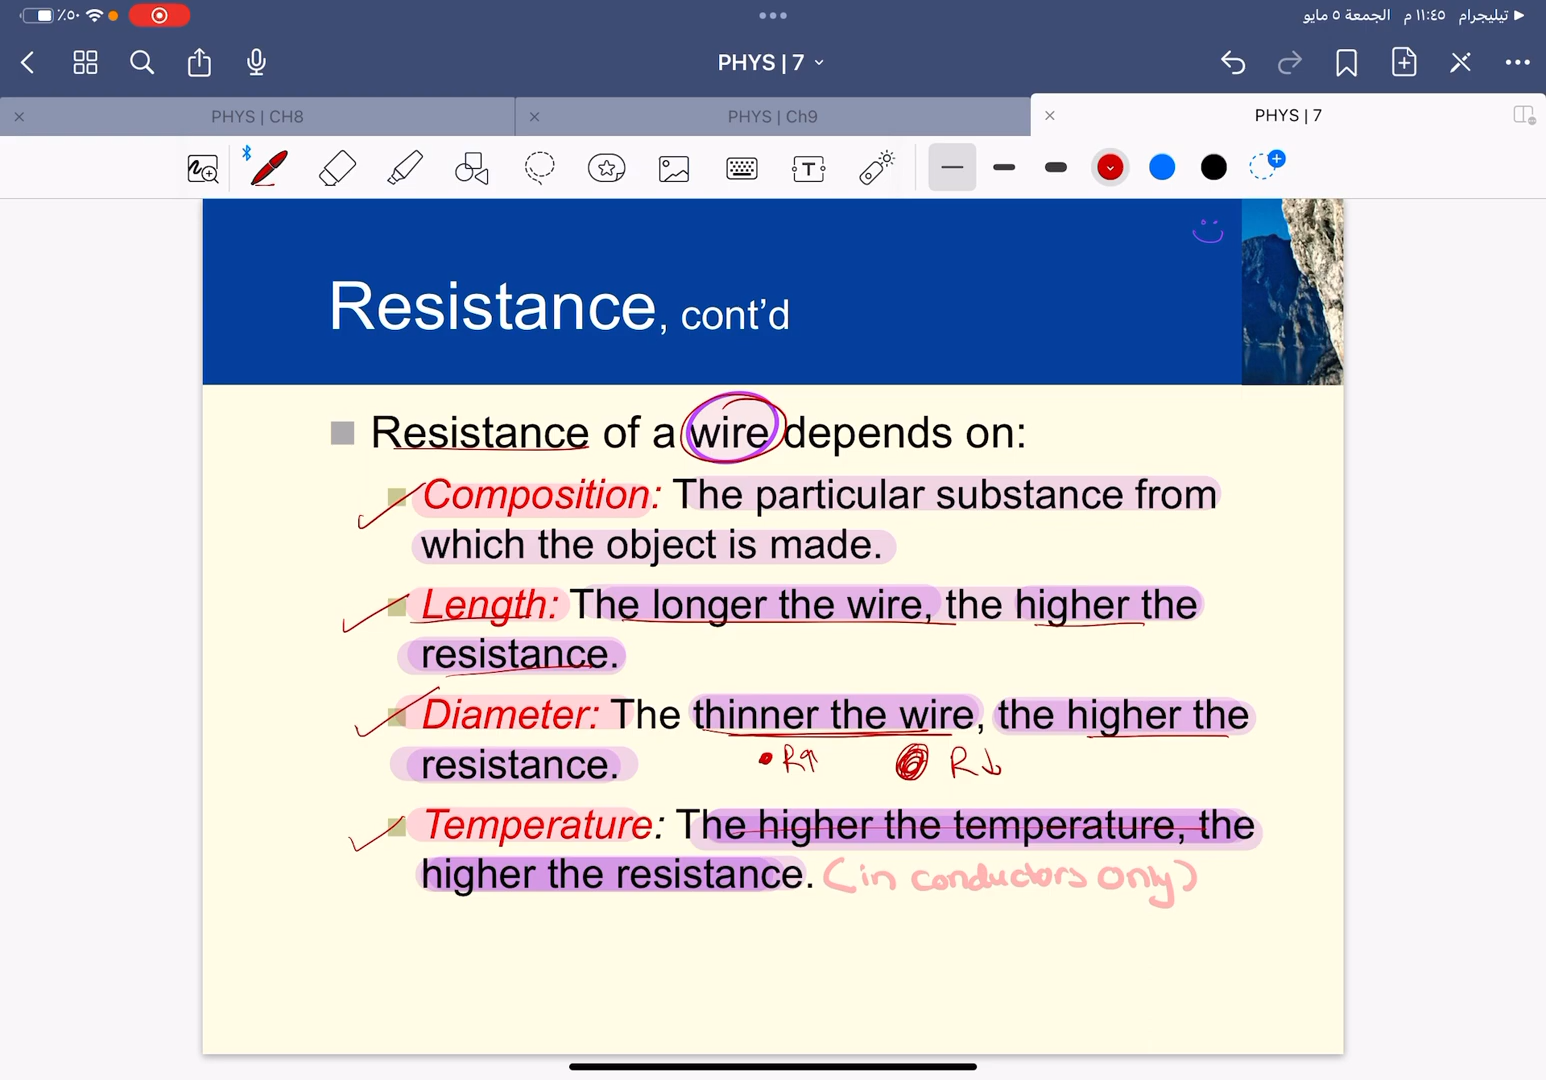 ٪٥٠
◀ تيليجرام ١١:٤٥ م الجمعة ٥ مايو
PHYS | 7
PHYS | CH8
PHYS | Ch9
PHYS | 7
T
Resistance, cont’d
Resistance of a wire depends on:
Composition: The particular substance from
which the object is made.
Length: The longer the wire, the higher the
resistance.
Diameter: The thinner the wire, the higher the
resistance.
R↑ R↓
Temperature: The higher the temperature, the
higher the resistance. (in conductors only)